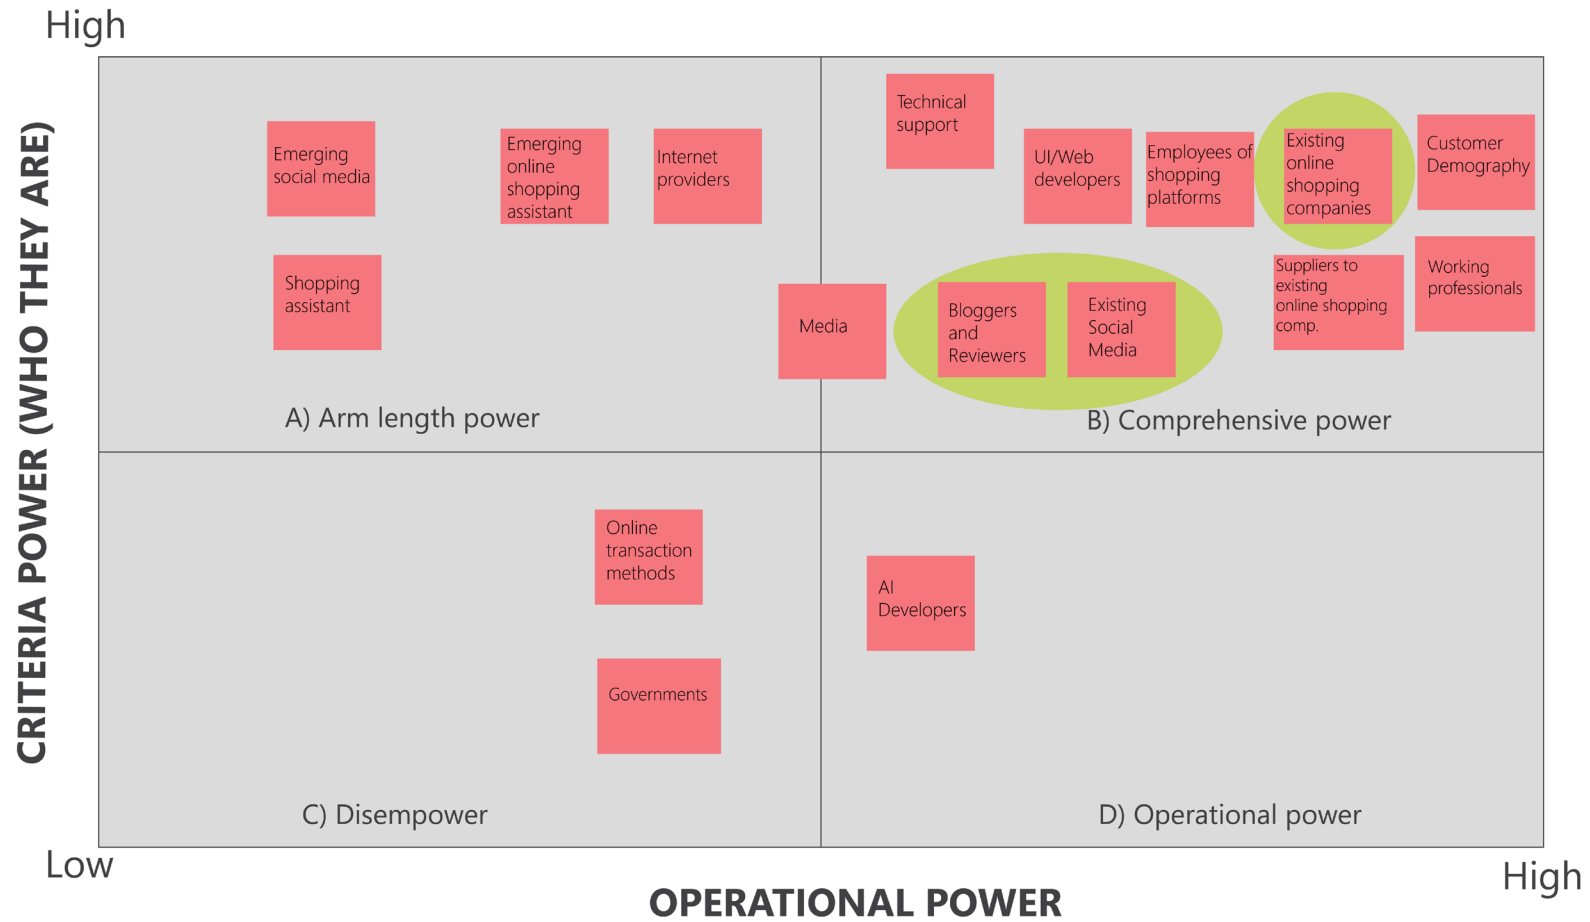 High
CRITERIA POWER (WHO THEY ARE)
Emerging
social media
Emerging
online
shopping
assistant
Internet
providers
Shopping
assistant
Media
A) Arm length power
Technical
support
UI/Web
developers
Employees of
shopping
platforms
Existing
online
shopping
companies
Customer
Demography
Bloggers
and
Reviewers
Existing
Social
Media
Suppliers to
existing
online shopping
comp.
Working
professionals
B) Comprehensive power
Online
transaction
methods
Governments
C) Disempower
AI
Developers
D) Operational power
Low
High
OPERATIONAL POWER